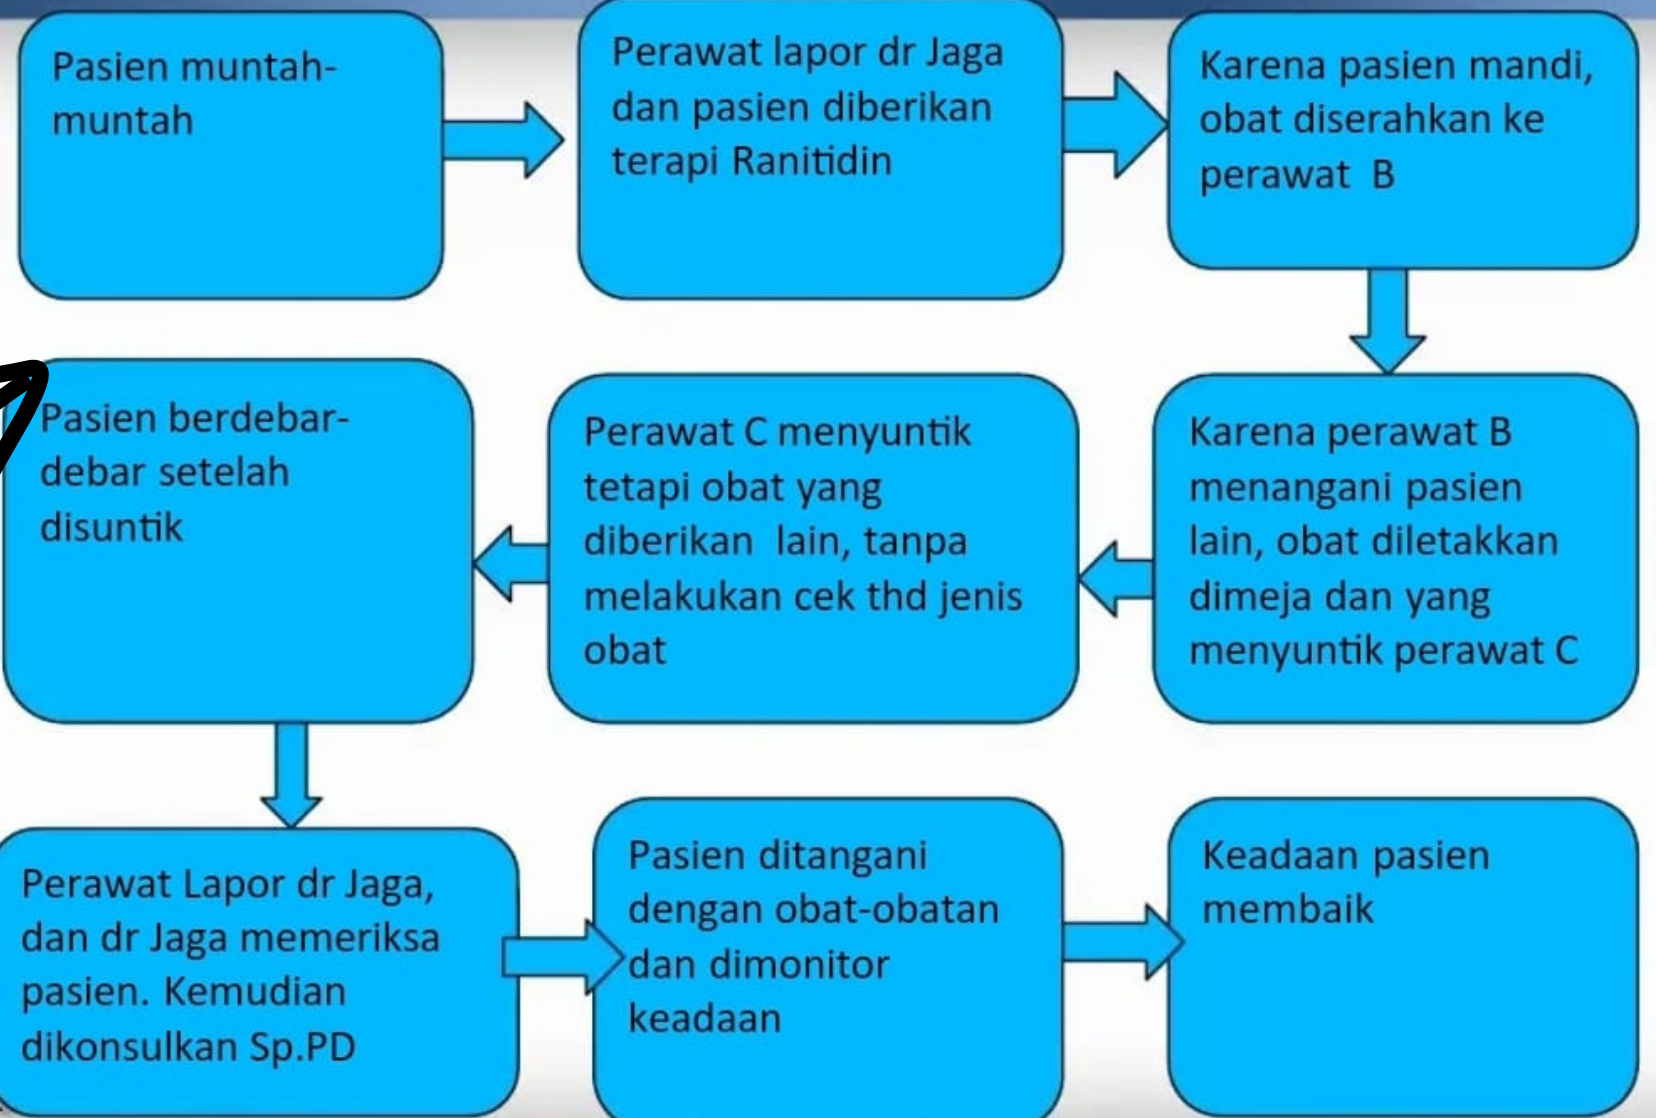 Pasien muntah-
muntah
Perawat lapor dr Jaga
dan pasien diberikan
terapi Ranitidin
Karena pasien mandi,
obat diserahkan ke
perawat B
Karena perawat B
menangani pasien
lain, obat diletakkan
dimeja dan yang
menyuntik perawat C
Perawat C menyuntik
tetapi obat yang
diberikan lain, tanpa
melakukan cek thd jenis
obat
Pasien berdebar-
debar setelah
disuntik
Perawat Lapor dr Jaga,
dan dr Jaga memeriksa
pasien. Kemudian
dikonsulkan Sp.PD
Pasien ditangani
dengan obat-obatan
dan dimonitor
keadaan
Keadaan pasien
membaik